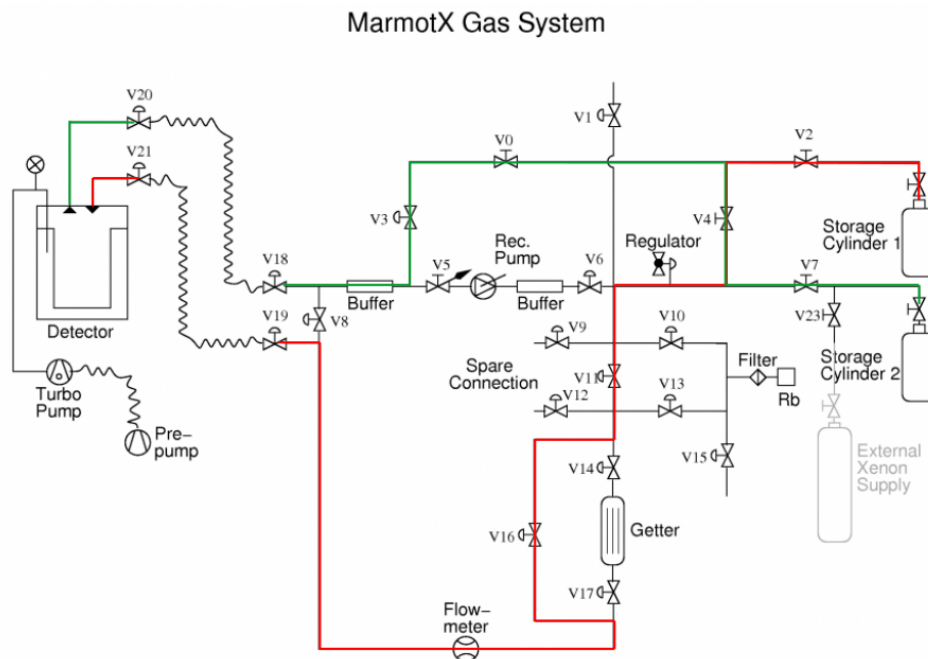 MarmotX Gas System
V20
V1
V0
V2
V21
V3
V4
Storage
Cylinder 1
Rec.
Pump
Regulator
V18
V5
V6
V7
Buffer
Buffer
Detector
V19
V8
V9
V10
V23
Spare
Connection
V11
Filter
Rb
Storage
Cylinder 2
V12
V13
Turbo
Pump
Pre-
pump
V14
V15
External
Xenon
Supply
V16
Getter
V17
Flow-
meter